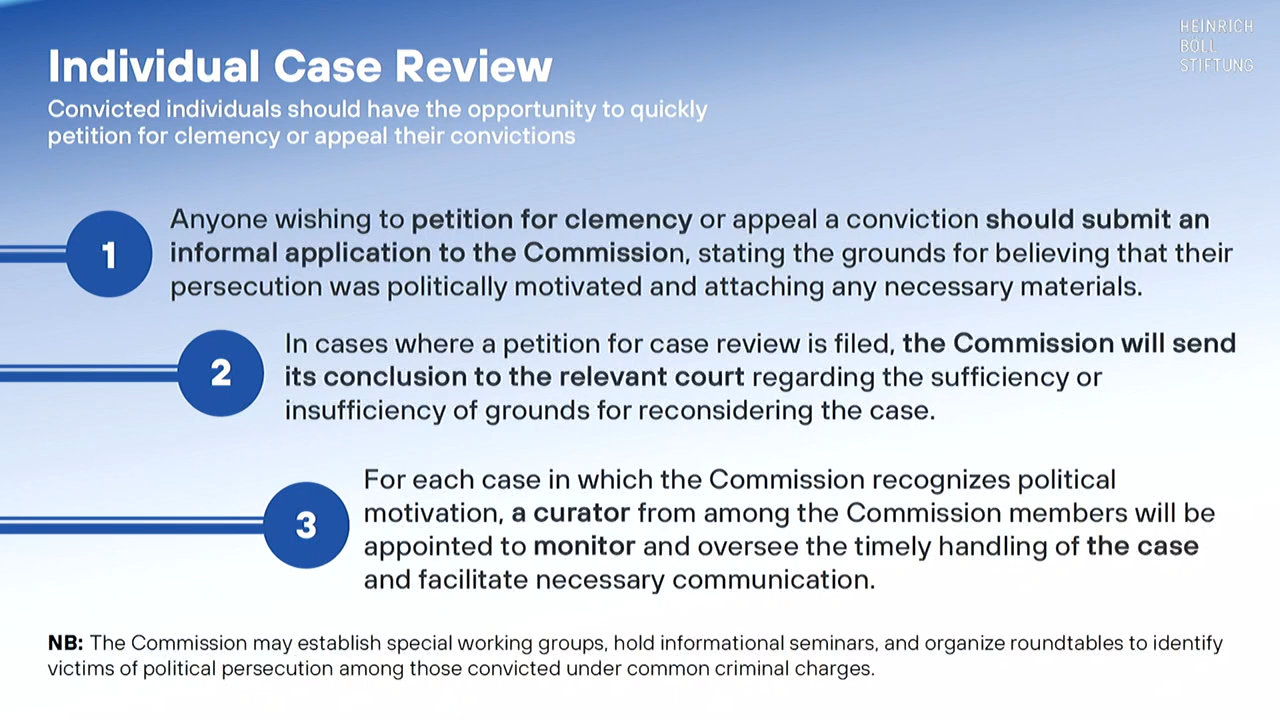 HEINRICH
BÖLL
STIFTUNG
Individual Case Review
Convicted individuals should have the opportunity to quickly
petition for clemency or appeal their convictions
1
Anyone wishing to petition for clemency or appeal a conviction should submit an
informal application to the Commission, stating the grounds for believing that their
persecution was politically motivated and attaching any necessary materials.
2
In cases where a petition for case review is filed, the Commission will send
its conclusion to the relevant court regarding the sufficiency or
insufficiency of grounds for reconsidering the case.
3
For each case in which the Commission recognizes political
motivation, a curator from among the Commission members will be
appointed to monitor and oversee the timely handling of the case
and facilitate necessary communication.
NB: The Commission may establish special working groups, hold informational seminars, and organize roundtables to identify
victims of political persecution among those convicted under common criminal charges.